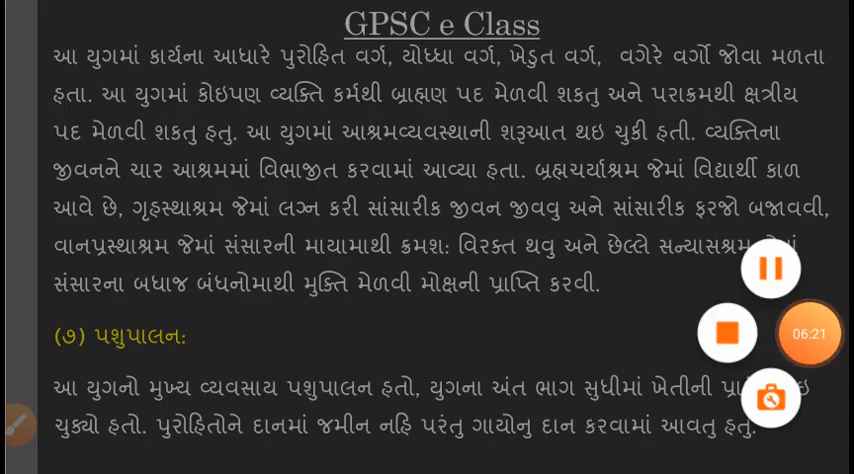 GPSC e Class
આ યુગમાં કાર્યના આધારે પુરોહિત વર્ગ, યોધ્ધા વર્ગ, ખેડુત વર્ગ, વગેરે વર્ગો જોવા મળતા
હતા. આ યુગમાં કોઇપણ વ્યક્તિ કર્મથી બ્રાહ્મણ પદ મેળવી શકતુ અને પરાક્રમથી ક્ષત્રીય
પદ મેળવી શકતુ હતુ. આ યુગમાં આશ્રમવ્યવસ્થાની શરૂઆત થઇ ચુકી હતી. વ્યક્તિના
જીવનને ચાર આશ્રમમાં વિભાજીત કરવામાં આવ્યા હતા. બ્રહ્મચર્યાશ્રમ જેમાં વિદ્યાર્થી કાળ
આવે છે, ગૃહસ્થાશ્રમ જેમાં લગ્ન કરી સાંસારીક જીવન જીવવુ અને સાંસારીક ફરજો બજાવવી,
વાનપ્રસ્થાશ્રમ જેમાં સંસારની માયામાથી ક્રમશ: વિરક્ત થવુ અને છેલ્લે સન્યાસશ્રમ
સંસારના બધાજ બંધનોમાથી મુક્તિ મેળવી મોક્ષની પ્રાપ્તિ કરવી.
06:21
(૭) પશુપાલન:
આ યુગનો મુખ્ય વ્યવસાય પશુપાલન હતો, યુગના અંત ભાગ સુધીમાં ખેતીની
ચુક્યો હતો. પુરોહિતોને દાનમાં જમીન નહિ પરંતુ ગાયોનુ દાન કરવામાં આવતુ હતુ.